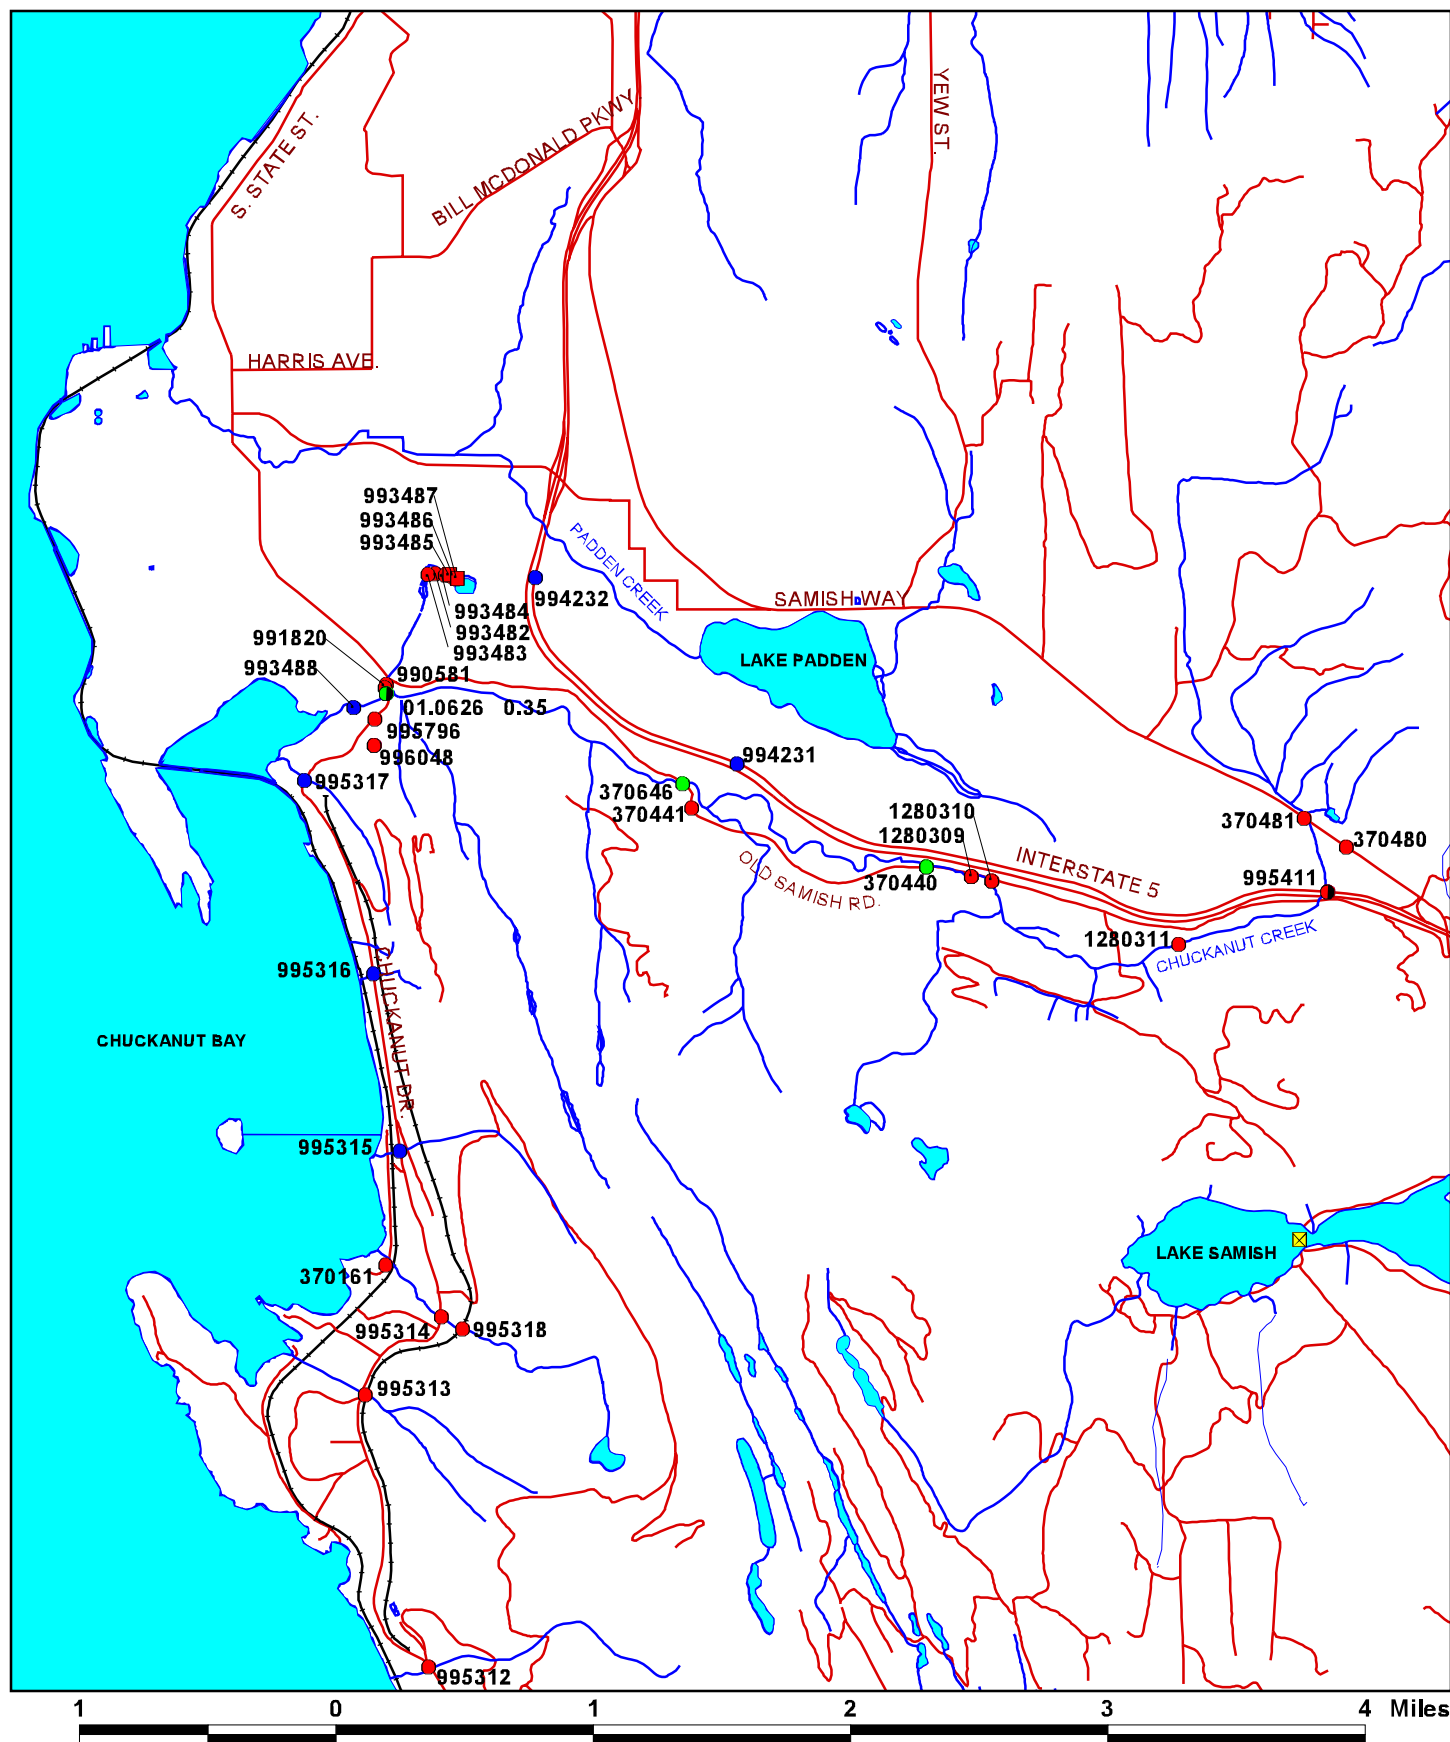 YEW ST.
S. STATE ST.
BILL MCDONALD PKWY
HARRIS AVE.
993487
993486
993485
PADDEN CREEK
994232
SAMISH WAY
993484
993482
993483
991820
993488
990581
LAKE PADDEN
01.0626 0.35
995796
996048
994231
995317
370646
370441
1280310
1280309
370481
370480
OLD SAMISH RD.
370440
INTERSTATE 5
995411
1280311
CHUCKANUT CREEK
995316
CHUCKANUT DR.
CHUCKANUT BAY
995315
LAKE SAMISH
370161
995314
995318
995313
995312
1 0 1 2 3 4 Miles